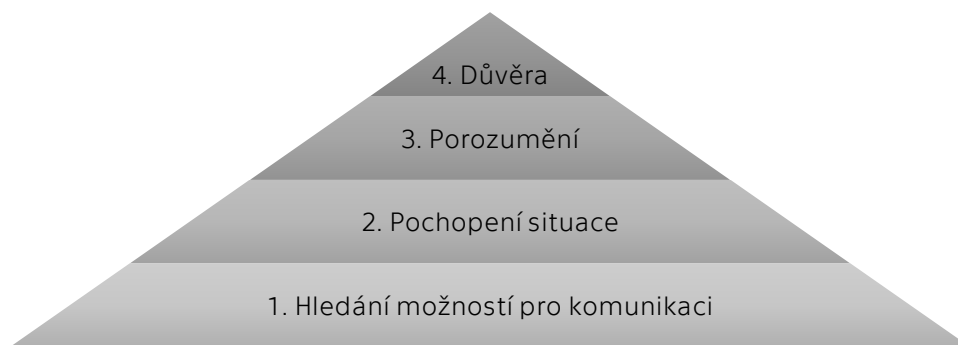 4. Důvěra
3. Porozumění
2. Pochopení situace
1. Hledání možností pro komunikaci